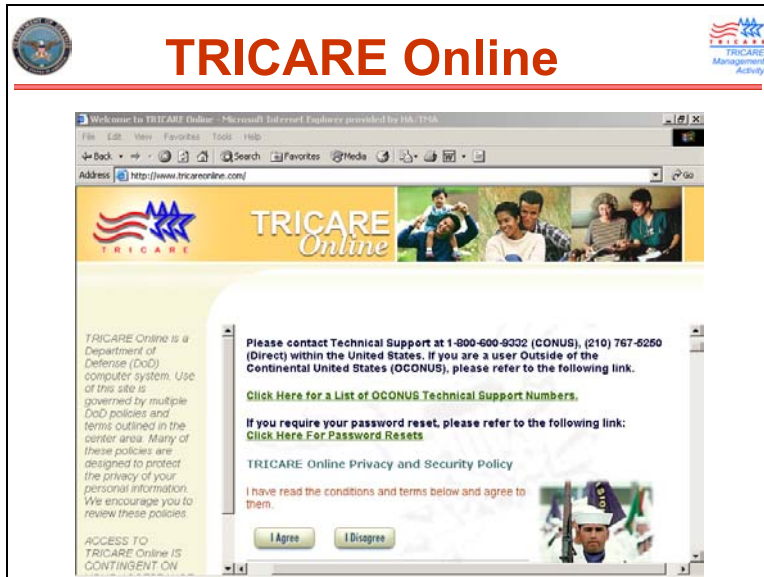 TRICARE Online
TRICARE
TRICARE
Management
Activity
Welcome to TRICARE Online - Microsoft Internet Explorer provided by HA/TMA
File Edit View Favorites Tools Help
Back Search Favorites Media
Address http://www.tricareonline.com/ Go
TRICARE
TRICARE
Online
TRICARE Online is a
Department of
Defense (DoD)
computer system. Use
of this site is
governed by multiple
DoD policies and
terms outlined in the
center area. Many of
these policies are
designed to protect
the privacy of your
personal information.
We encourage you to
review these policies.
ACCESS TO
TRICARE Online IS
CONTINGENT ON
Please contact Technical Support at 1-800-600-9332 (CONUS), (210) 767-5250
(Direct) within the United States. If you are a user Outside of the
Continental United States (OCONUS), please refer to the following link.
Click Here for a List of OCONUS Technical Support Numbers.
If you require your password reset, please refer to the following link:
Click Here For Password Resets
TRICARE Online Privacy and Security Policy
I have read the conditions and terms below and agree to
them.
I Agree I Disagree